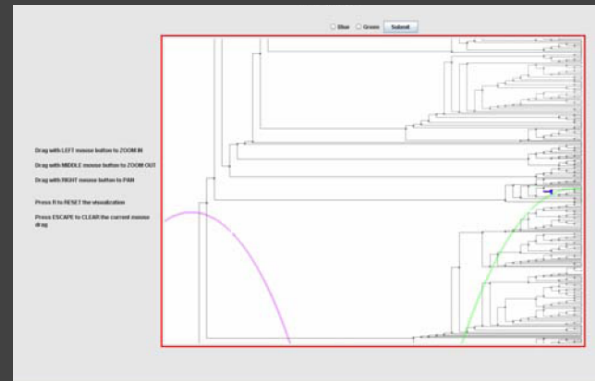 Blue Green Submit
Drag with LEFT mouse button to ZOOM IN
Drag with MIDDLE mouse button to ZOOM OUT
Drag with RIGHT mouse button to PAN
Press R to RESET the visualization
Press ESCAPE to CLEAR the current mouse
drag